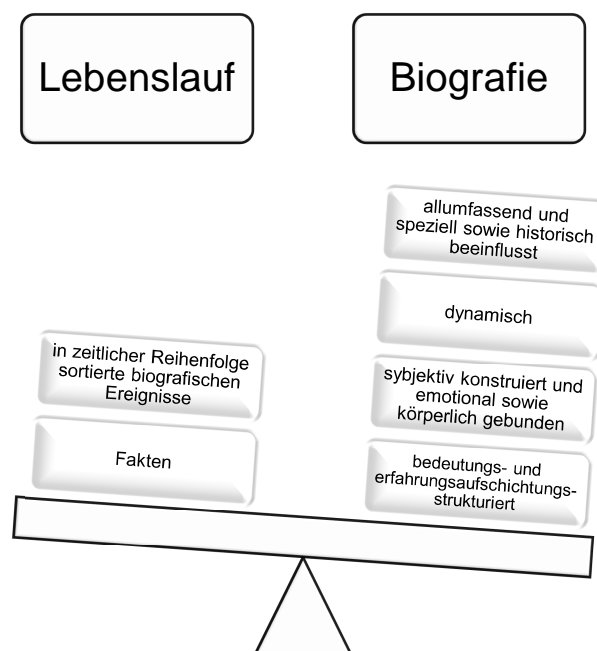 Lebenslauf
Biografie
allumfassend und
speziell sowie historisch
beeinflusst
dynamisch
in zeitlicher Reihenfolge
sortierte biografischen
Ereignisse
sybjektiv konstruiert und
emotional sowie
körperlich gebunden
Fakten
bedeutungs- und
erfahrungsaufschichtungs-
strukturiert